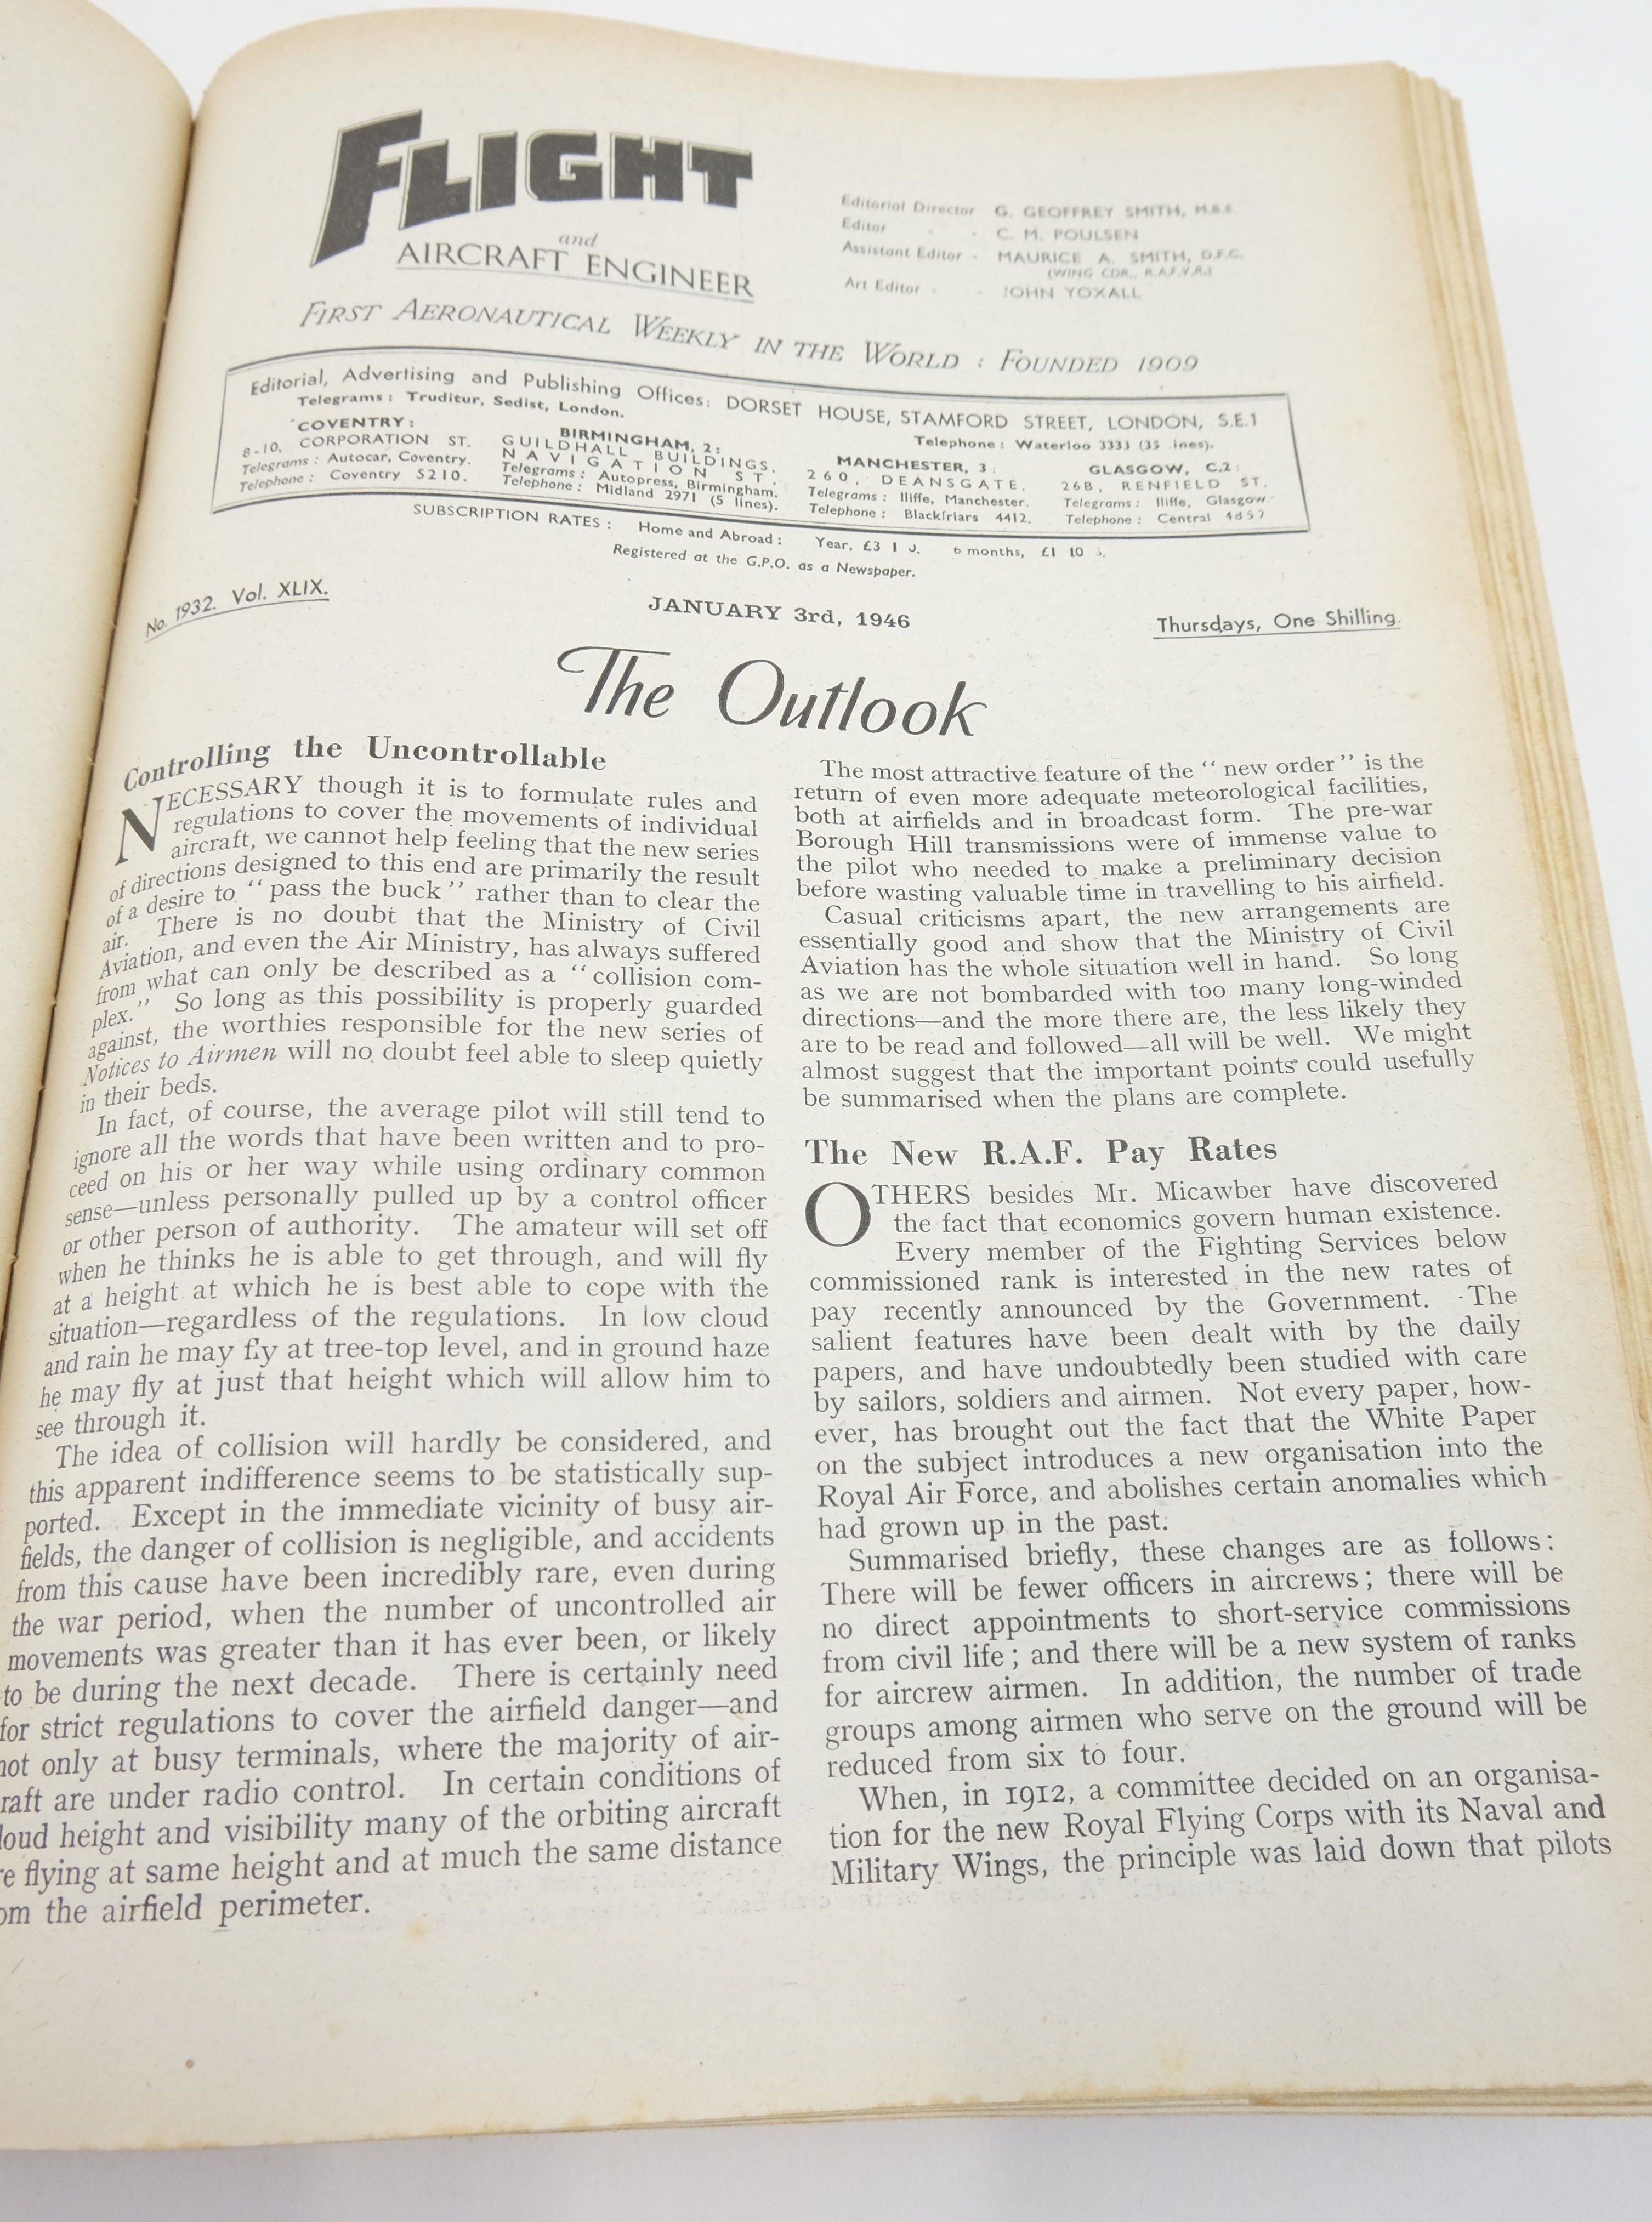 FLIGHT
and
AIRCRAFT ENGINEER
Editorial Director G. GEOFFREY SMITH, M.B.E.
Editor - - C. M. POULSEN
Assistant Editor - MAURICE A. SMITH, D.F.C.
(WING CDR., R.A.F.V.R.)
Art Editor - - JOHN YOXALL
FIRST AERONAUTICAL WEEKLY IN THE WORLD : FOUNDED 1909
Editorial, Advertising and Publishing Offices: DORSET HOUSE, STAMFORD STREET, LONDON, S.E.1
Telegrams : Truditur, Sedist, London.
Telephone : Waterloo 3333 (35 lines).
COVENTRY :
8-10, CORPORATION ST.
Telegrams : Autocar, Coventry.
Telephone : Coventry 5210.
BIRMINGHAM, 2:
GUILDHALL BUILDINGS,
NAVIGATION ST.
Telegrams : Autopress, Birmingham.
Telephone : Midland 2971 (5 lines).
MANCHESTER, 3:
260, DEANSGATE.
Telegrams : Iliffe, Manchester.
Telephone : Blackfriars 4412.
GLASGOW, C.2:
26B, RENFIELD ST.
Telegrams : Iliffe, Glasgow.
Telephone : Central 4857
SUBSCRIPTION RATES : Home and Abroad : Year, £3 1 6 months, £1 10
Registered at the G.P.O. as a Newspaper.
No. 1932. Vol. XLIX.
JANUARY 3rd, 1946
Thursdays, One Shilling.
The Outlook
Controlling the Uncontrollable
NECESSARY though it is to formulate rules and
regulations to cover the movements of individual
aircraft, we cannot help feeling that the new series
of directions designed to this end are primarily the result
of a desire to "pass the buck" rather than to clear the
air. There is no doubt that the Ministry of Civil
Aviation, and even the Air Ministry, has always suffered
from what can only be described as a "collision com-
plex." So long as this possibility is properly guarded
against, the worthies responsible for the new series of
Notices to Airmen will no doubt feel able to sleep quietly
in their beds.
In fact, of course, the average pilot will still tend to
ignore all the words that have been written and to pro-
ceed on his or her way while using ordinary common
sense—unless personally pulled up by a control officer
or other person of authority. The amateur will set off
when he thinks he is able to get through, and will fly
at a height at which he is best able to cope with the
situation—regardless of the regulations. In low cloud
and rain he may fly at tree-top level, and in ground haze
he may fly at just that height which will allow him to
see through it.
The idea of collision will hardly be considered, and
this apparent indifference seems to be statistically sup-
ported. Except in the immediate vicinity of busy air-
fields, the danger of collision is negligible, and accidents
from this cause have been incredibly rare, even during
the war period, when the number of uncontrolled air
movements was greater than it has ever been, or likely
to be during the next decade. There is certainly need
for strict regulations to cover the airfield danger—and
not only at busy terminals, where the majority of air-
raft are under radio control. In certain conditions of
loud height and visibility many of the orbiting aircraft
re flying at same height and at much the same distance
om the airfield perimeter.
The most attractive feature of the "new order" is the
return of even more adequate meteorological facilities,
both at airfields and in broadcast form. The pre-war
Borough Hill transmissions were of immense value to
the pilot who needed to make a preliminary decision
before wasting valuable time in travelling to his airfield.
Casual criticisms apart, the new arrangements are
essentially good and show that the Ministry of Civil
Aviation has the whole situation well in hand. So long
as we are not bombarded with too many long-winded
directions—and the more there are, the less likely they
are to be read and followed—all will be well. We might
almost suggest that the important points could usefully
be summarised when the plans are complete.
The New R.A.F. Pay Rates
OTHERS besides Mr. Micawber have discovered
the fact that economics govern human existence.
Every member of the Fighting Services below
commissioned rank is interested in the new rates of
pay recently announced by the Government. The
salient features have been dealt with by the daily
papers, and have undoubtedly been studied with care
by sailors, soldiers and airmen. Not every paper, how-
ever, has brought out the fact that the White Paper
on the subject introduces a new organisation into the
Royal Air Force, and abolishes certain anomalies which
had grown up in the past.
Summarised briefly, these changes are as follows:
There will be fewer officers in aircrews; there will be
no direct appointments to short-service commissions
from civil life; and there will be a new system of ranks
for aircrew airmen. In addition, the number of trade
groups among airmen who serve on the ground will be
reduced from six to four.
When, in 1912, a committee decided on an organisa-
tion for the new Royal Flying Corps with its Naval and
Military Wings, the principle was laid down that pilots